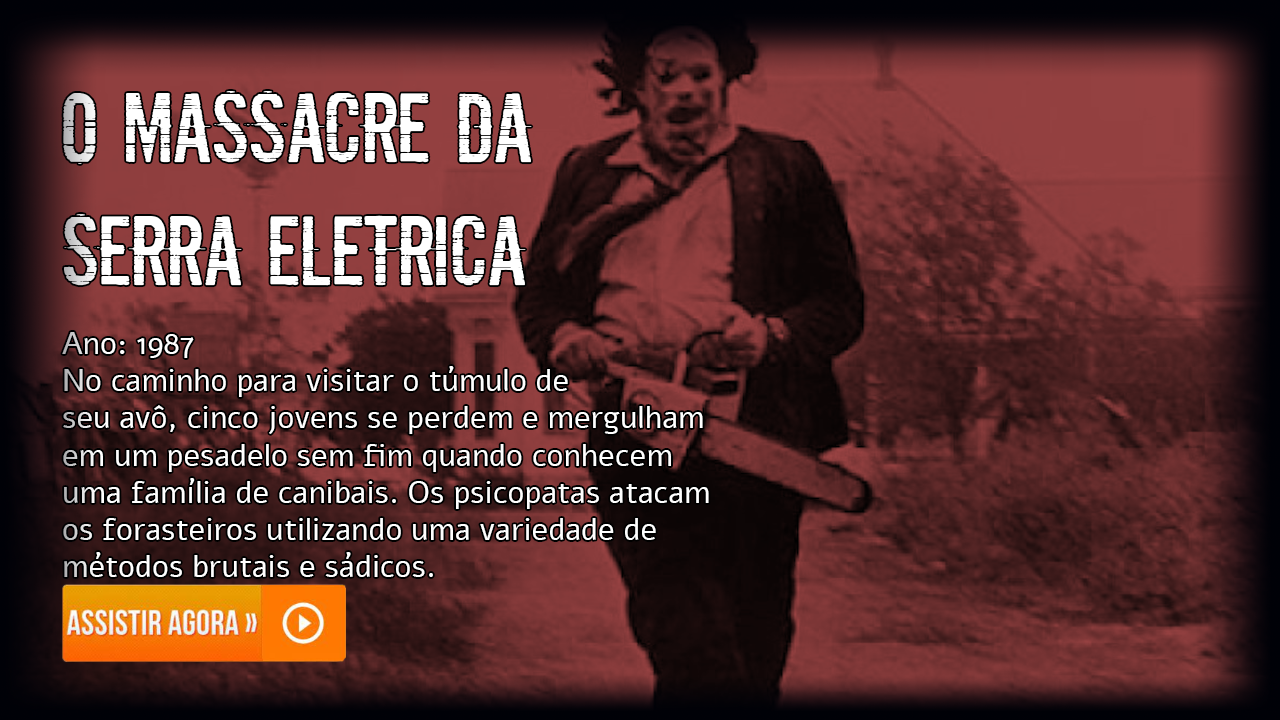 O MASSACRE DA
SERRA ELETRICA
Ano: 1987
No caminho para visitar o túmulo de
seu avô, cinco jovens se perdem e mergulham
em um pesadelo sem fim quando conhecem
uma família de canibais. Os psicopatas atacam
os forasteiros utilizando uma variedade de
métodos brutais e sádicos.
ASSISTIR AGORA »